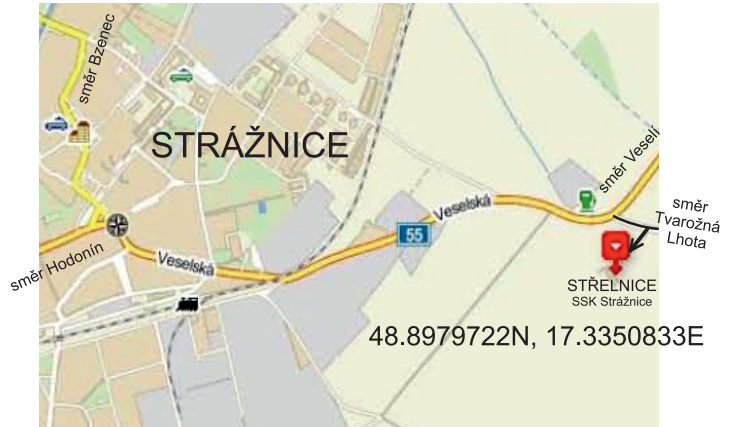 směr Bzenec
STRÁŽNICE
směr Veselí
směr
Tvarožná
Lhota
Veselská
55
směr Hodonín
Veselská
STŘELNICE
SSK Strážnice
48.8979722N, 17.3350833E